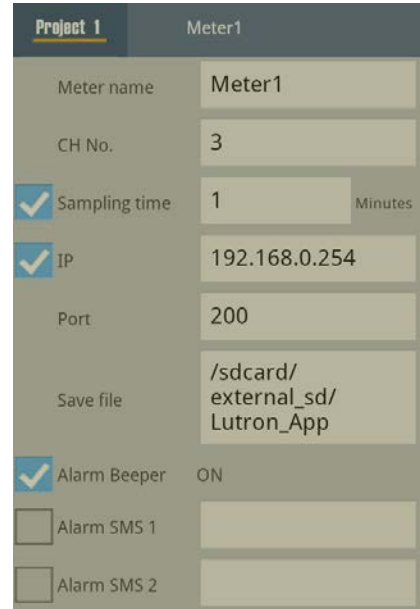 Project 1 Meter1
Meter name Meter1
CH No. 3
Sampling time 1 Minutes
IP 192.168.0.254
Port 200
/sdcard/
Save file external_sd/
Lutron_App
Alarm Beeper ON
Alarm SMS 1
Alarm SMS 2